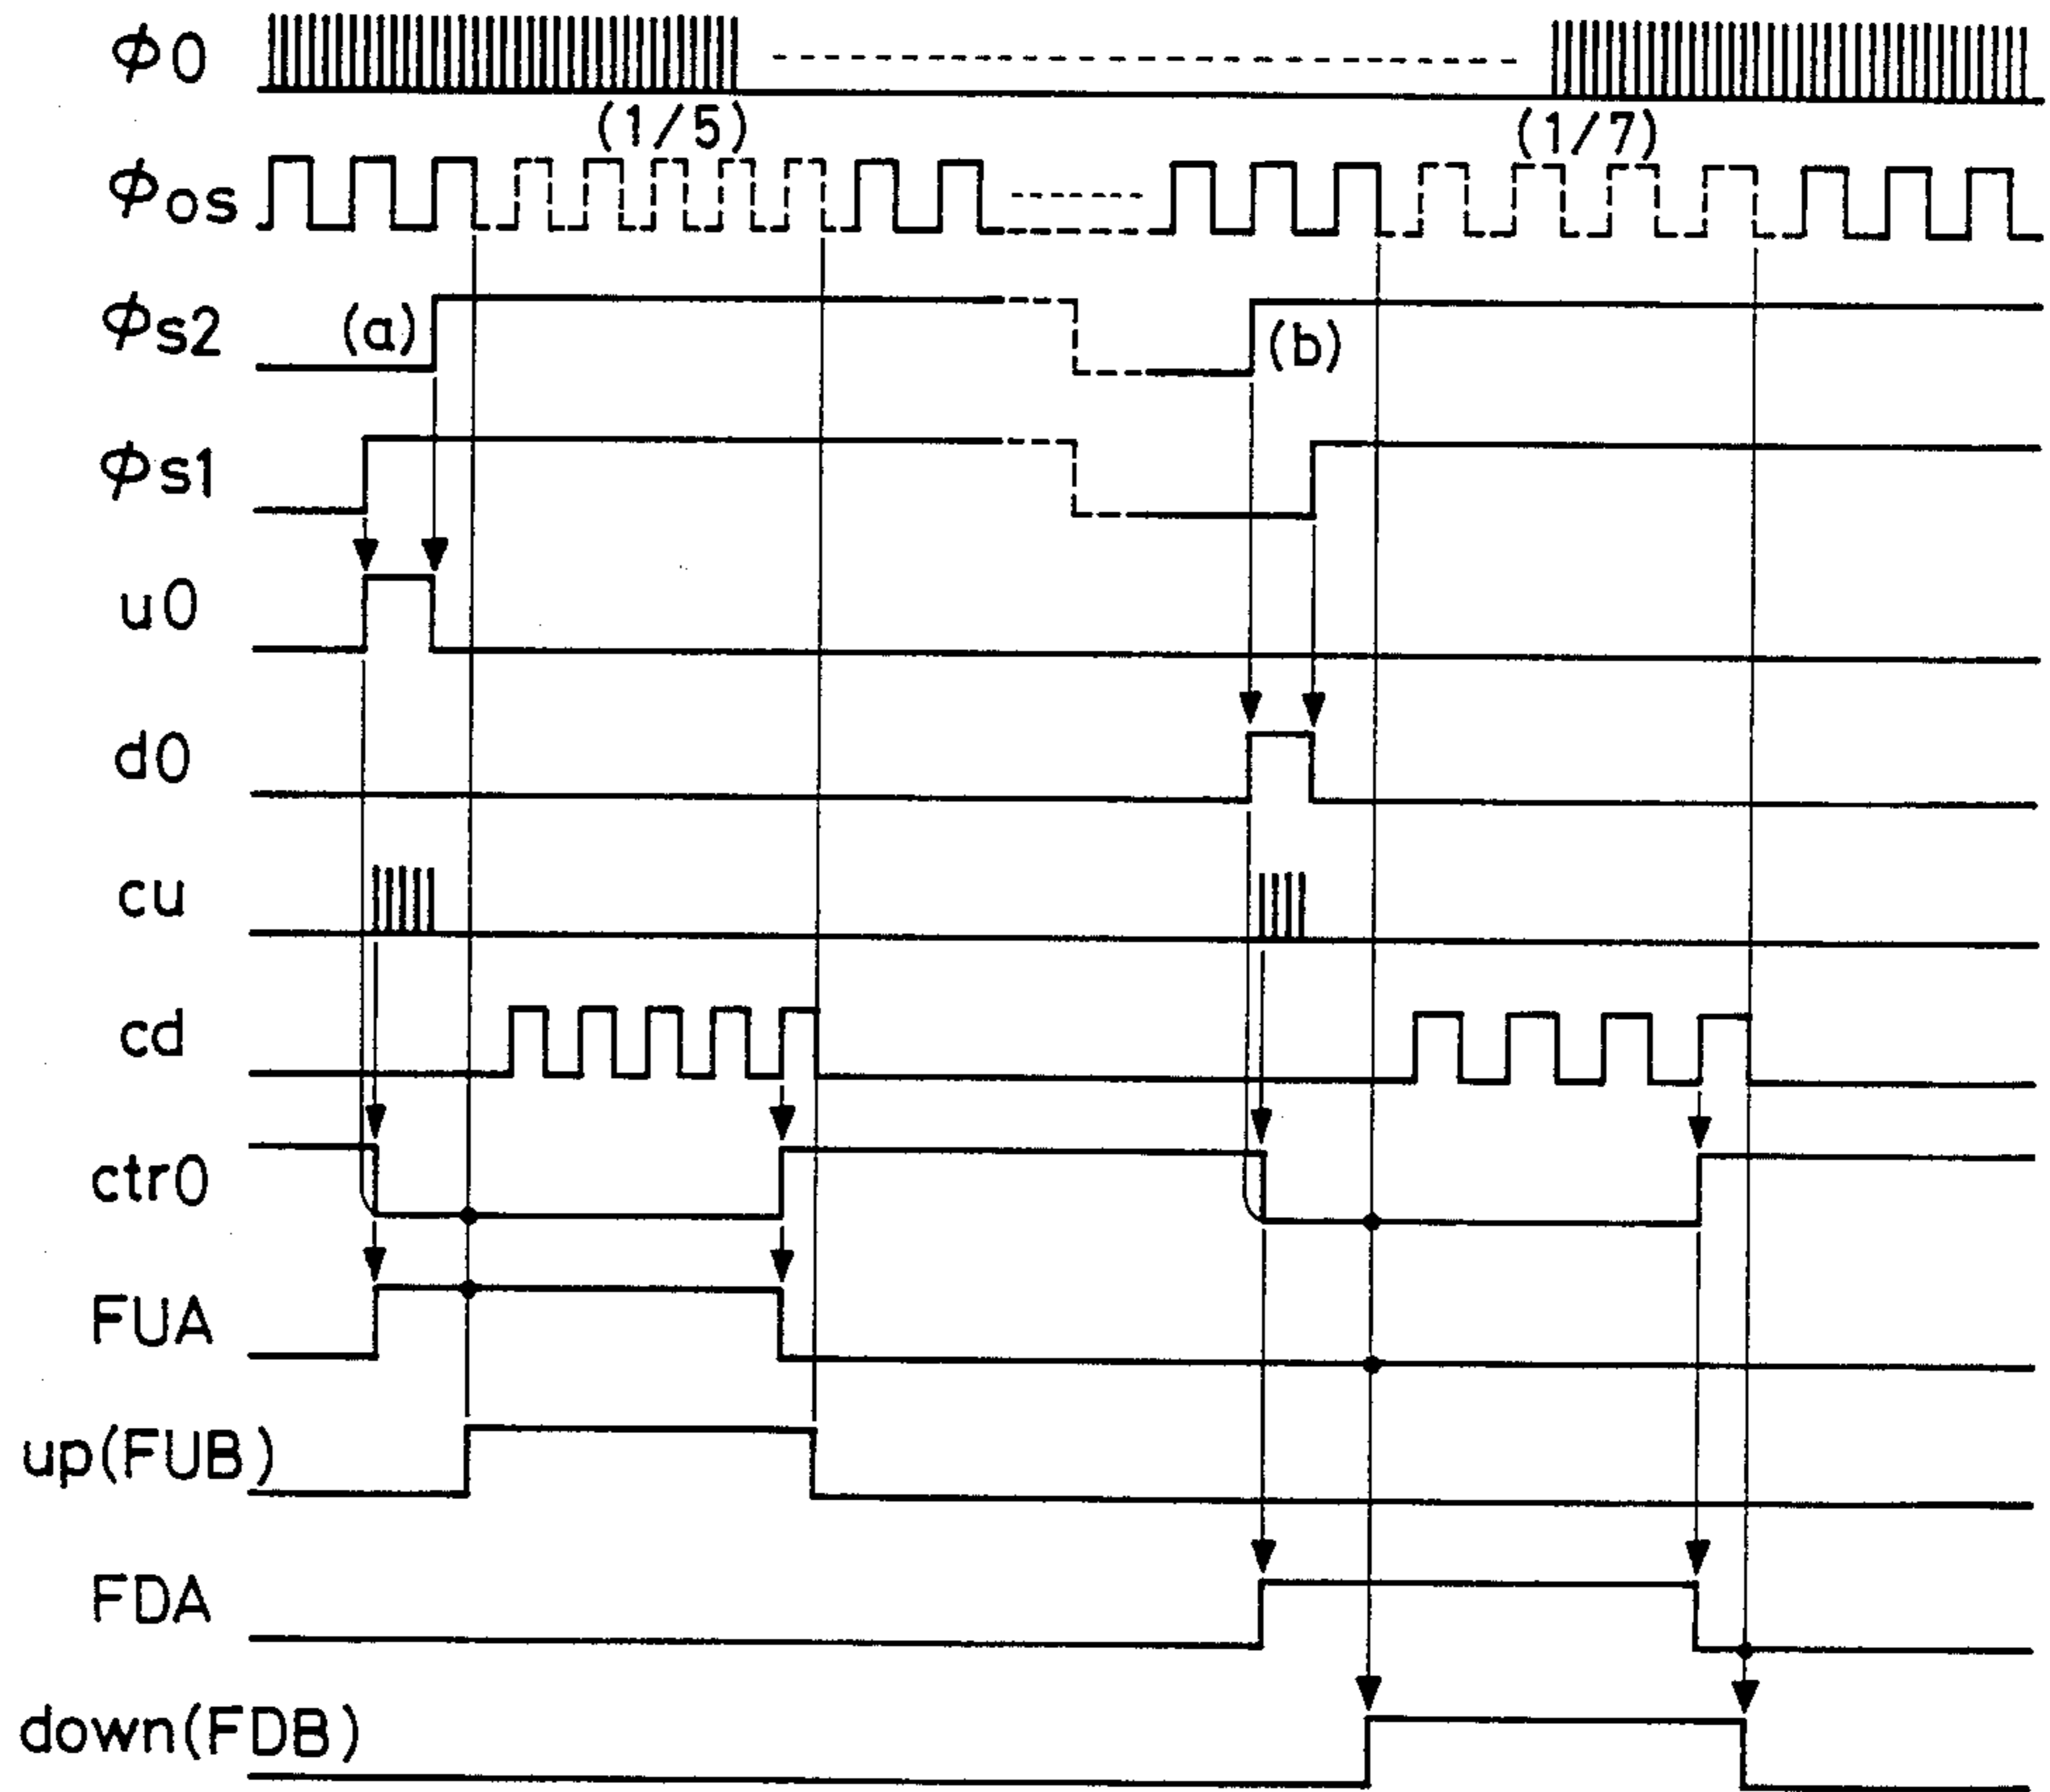 ϕ0
(1/5)
(1/7)
ϕos
ϕs2
(a)
(b)
ϕs1
u0
d0
cu
cd
ctr0
FUA
up(FUB)
FDA
down(FDB)